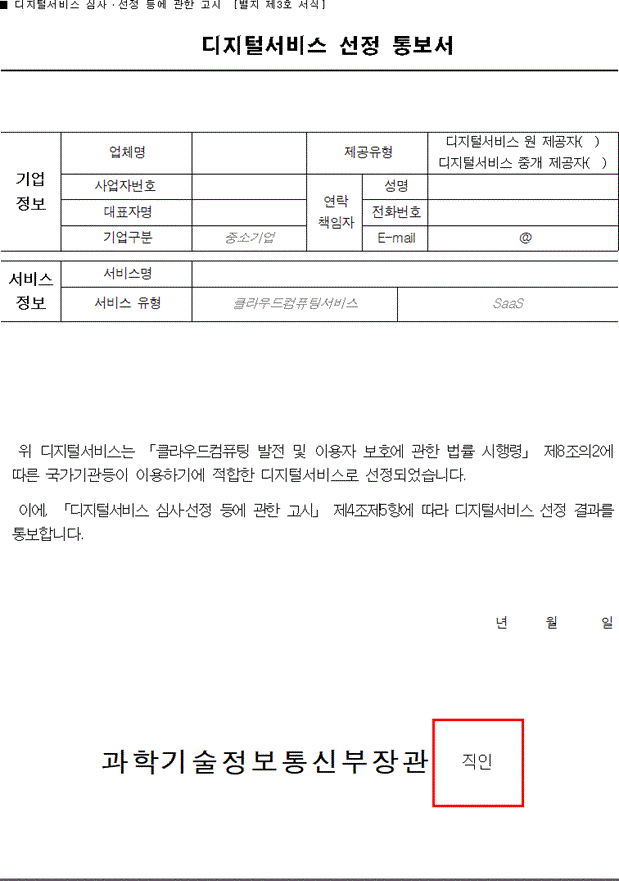 ■ 디지털서비스 심사·선정 등에 관한 고시 [별지 제3호 서식]
디지털서비스 선정 통보서
기업
정보
업체명
제공유형
디지털서비스 원 제공자( )
디지털서비스 중개 제공자( )
사업자번호
연락
책임자
성명
대표자명
전화번호
기업구분
중소기업
E-mail
@
서비스
정보
서비스명
서비스 유형
클라우드컴퓨팅서비스
SaaS
위 디지털서비스는 「클라우드컴퓨팅 발전 및 이용자 보호에 관한 법률 시행령」 제8조의2에
따른 국가기관등이 이용하기에 적합한 디지털서비스로 선정되었습니다.
이에, 「디지털서비스 심사·선정 등에 관한 고시」 제4조제5항에 따라 디지털서비스 선정 결과를
통보합니다.
년 월 일
과학기술정보통신부장관 직인